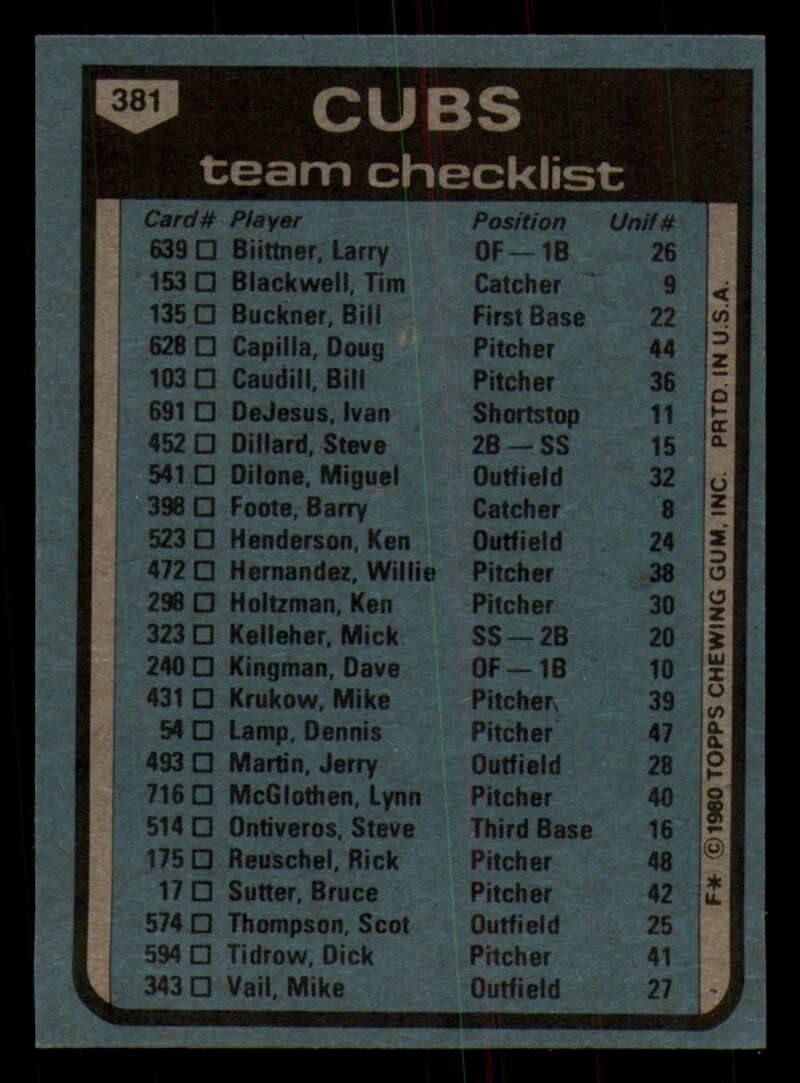 381
CUBS
team checklist
Card# Player Position Unif#
639 Biittner, Larry OF — 1B 26
153 Blackwell, Tim Catcher 9
135 Buckner, Bill First Base 22
628 Capilla, Doug Pitcher 44
103 Caudill, Bill Pitcher 36
691 DeJesus, Ivan Shortstop 11
452 Dillard, Steve 2B — SS 15
541 Dilone, Miguel Outfield 32
398 Foote, Barry Catcher 8
523 Henderson, Ken Outfield 24
472 Hernandez, Willie Pitcher 38
298 Holtzman, Ken Pitcher 30
323 Kelleher, Mick SS — 2B 20
240 Kingman, Dave OF — 1B 10
431 Krukow, Mike Pitcher 39
54 Lamp, Dennis Pitcher 47
493 Martin, Jerry Outfield 28
716 McGlothen, Lynn Pitcher 40
514 Ontiveros, Steve Third Base 16
175 Reuschel, Rick Pitcher 48
17 Sutter, Bruce Pitcher 42
574 Thompson, Scot Outfield 25
594 Tidrow, Dick Pitcher 41
343 Vail, Mike Outfield 27
F* © 1980 TOPPS CHEWING GUM, INC. PRTD. IN U.S.A.